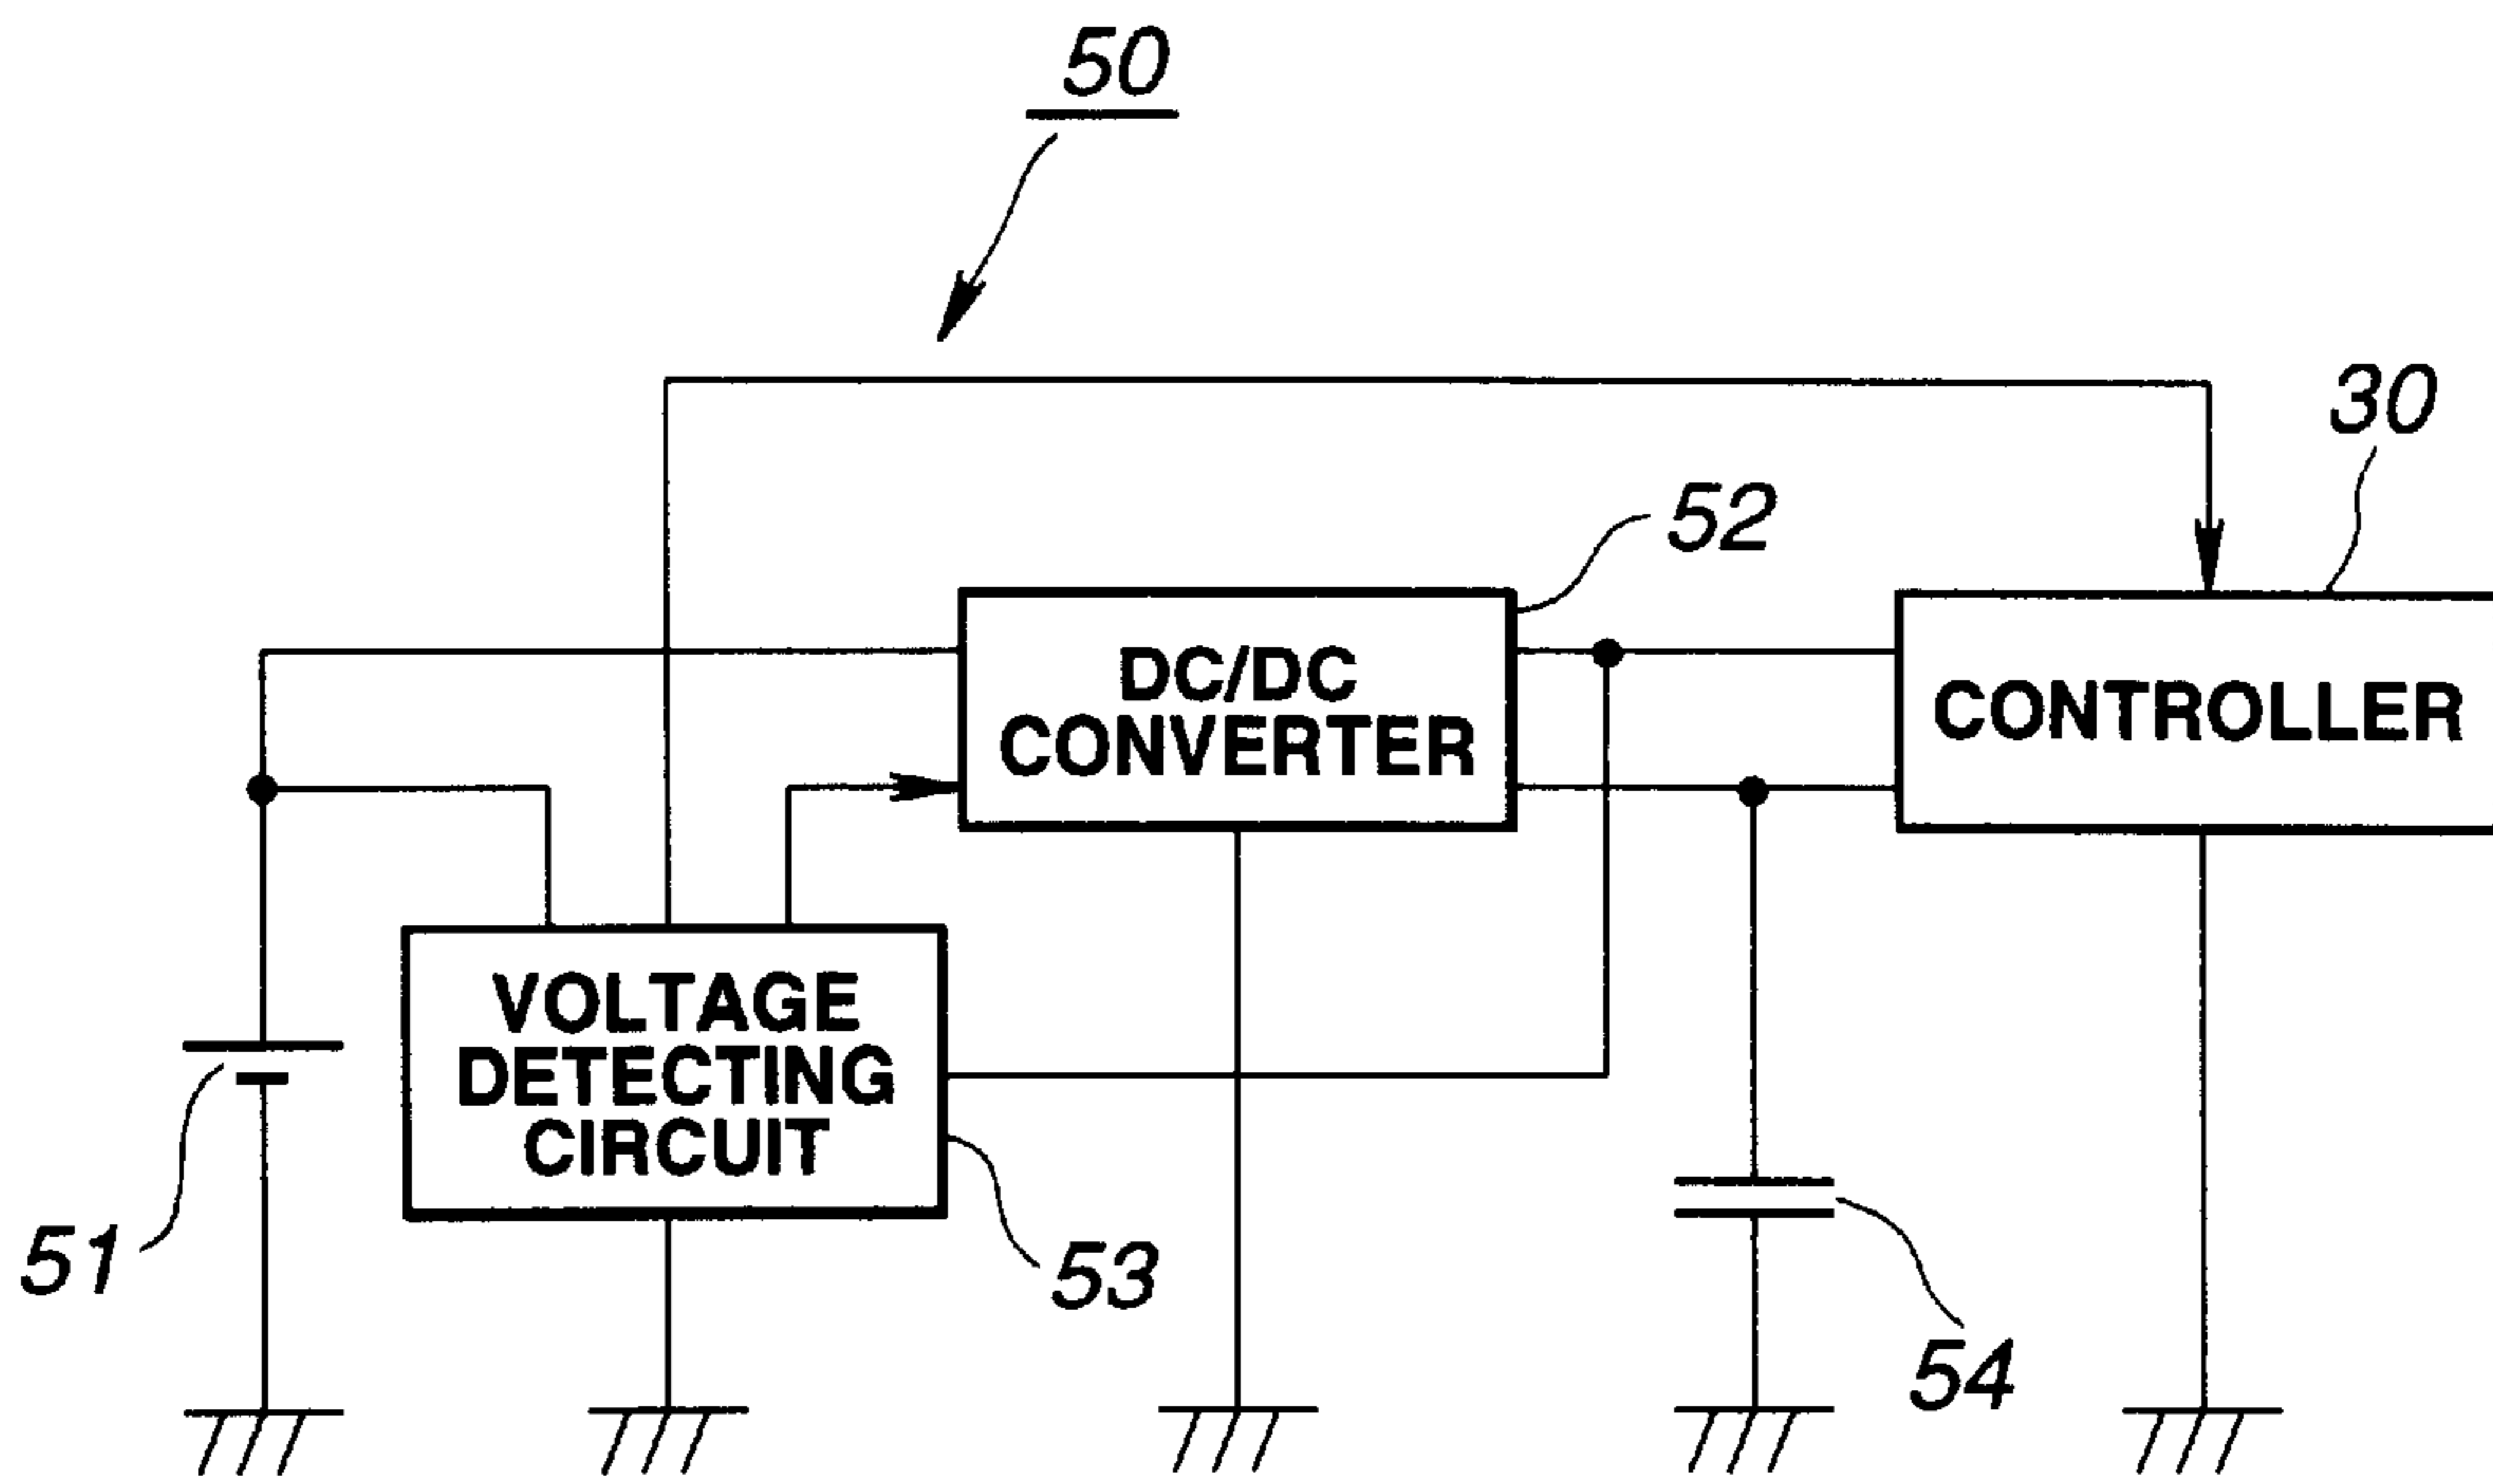 50
30
52
DC/DC
CONVERTER
CONTROLLER
VOLTAGE
DETECTING
CIRCUIT
51
53
54